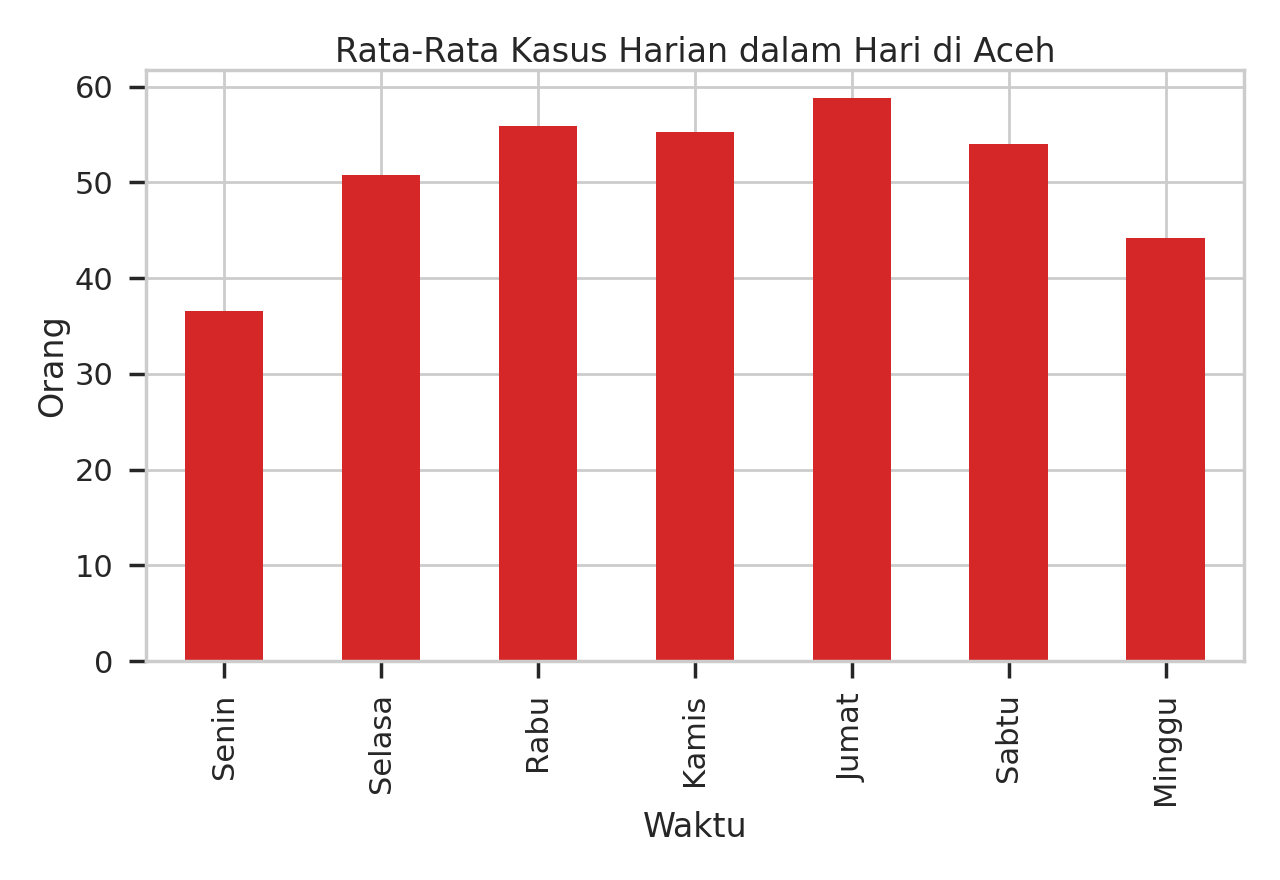 Rata-Rata Kasus Harian dalam Hari di Aceh
60
50
40
30
20
10
0
Orang
Senin
Selasa
Rabu
Kamis
Jumat
Sabtu
Minggu
Waktu